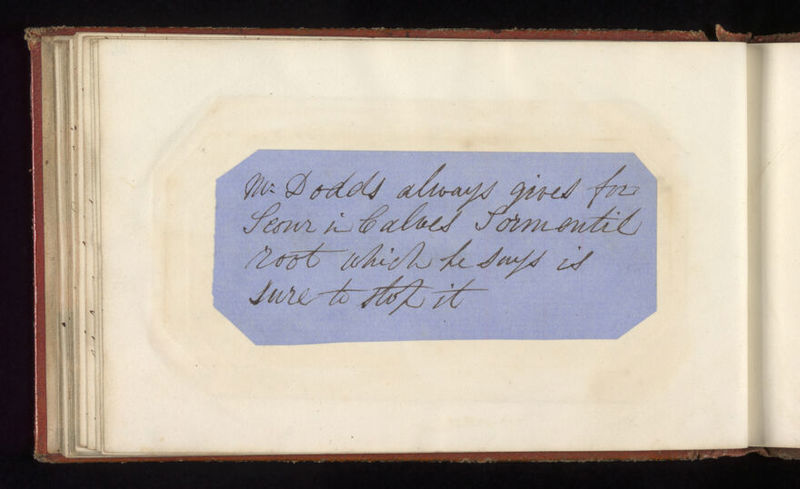 Mr. Dodds always gives for
Scour in Calves Tormentil
root which he says is
sure to stop it